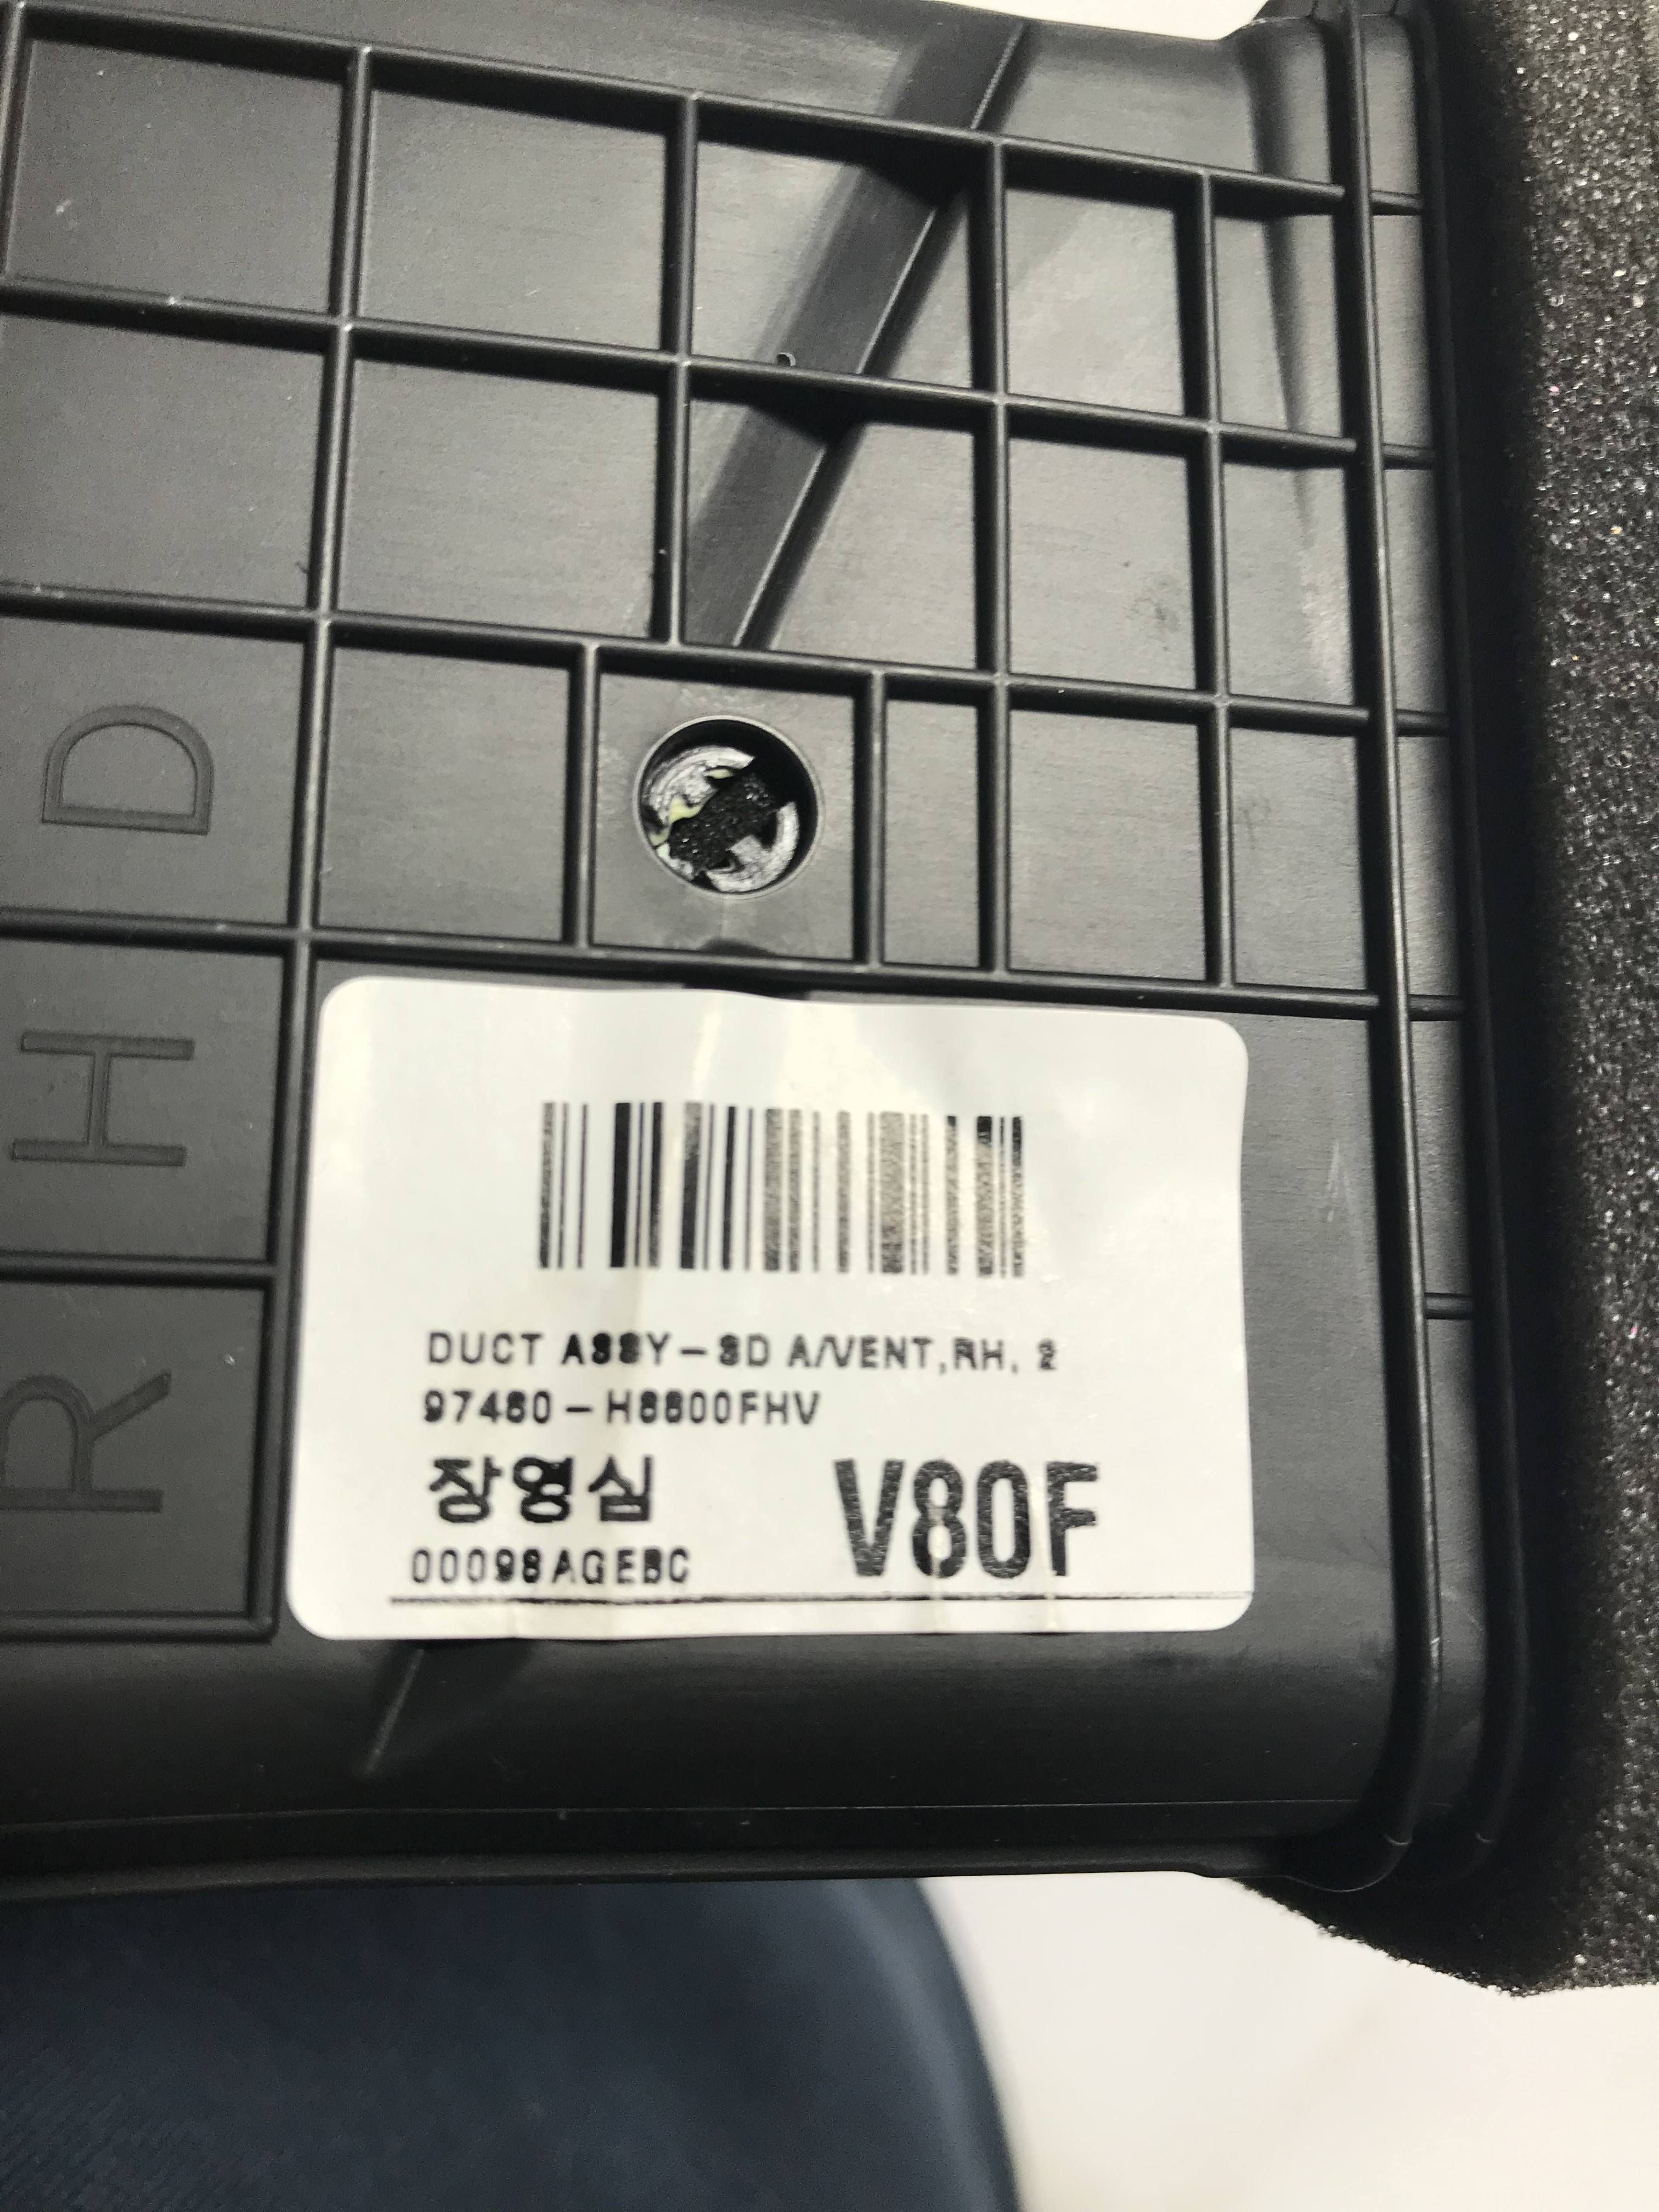 RHD
DUCT ASSY-SD A/VENT,RH, 2
97480-H8800FHV
장영심 V80F
00098AGEBC